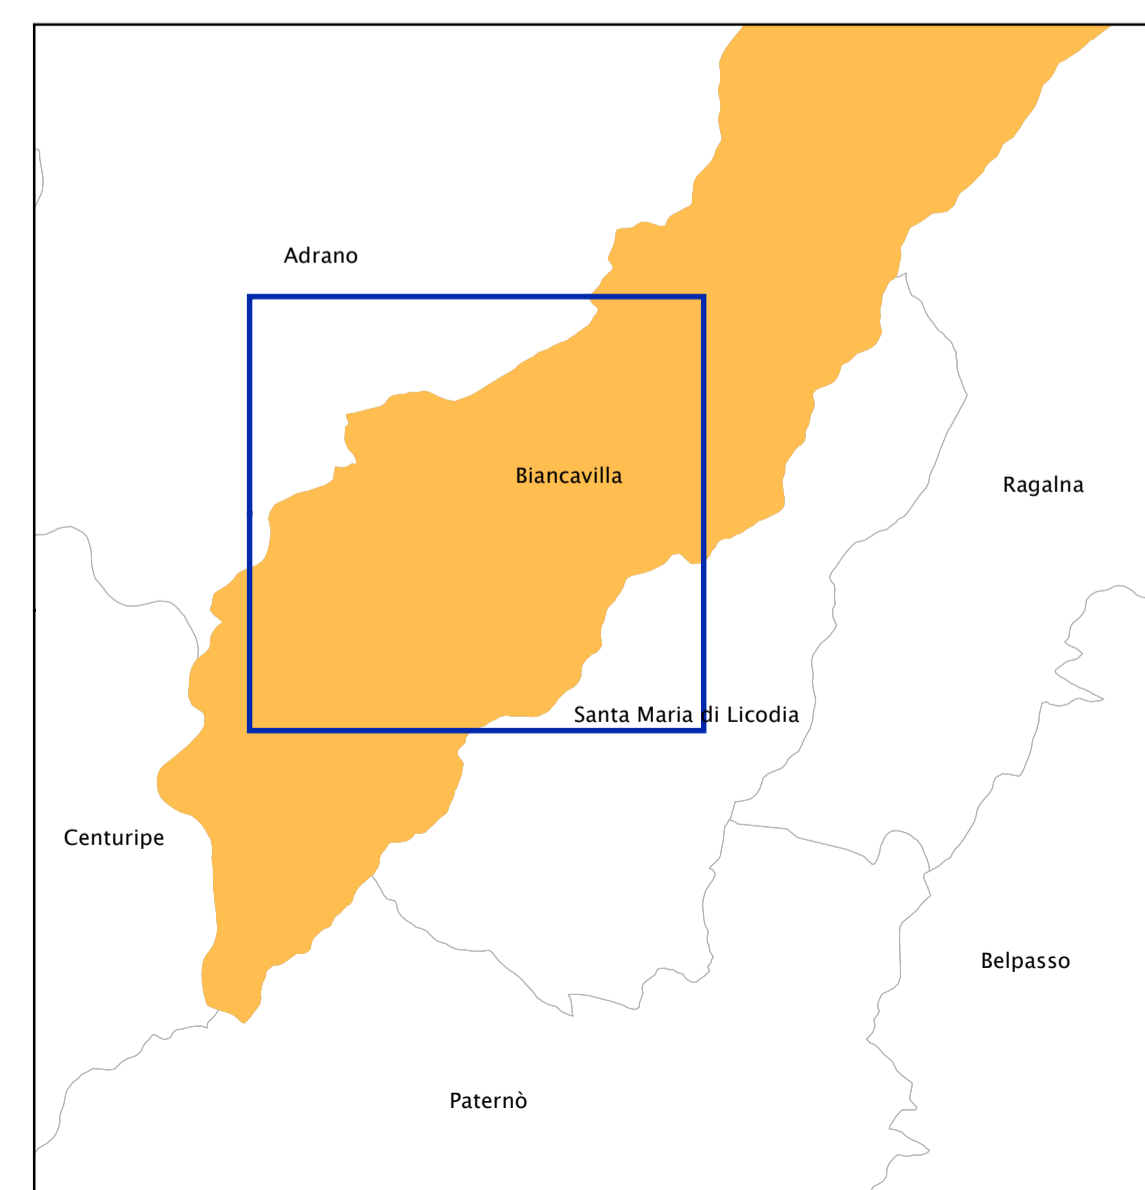 Adrano
Biancavilla
Ragalna
Santa Maria di Licodia
Centuripe
Belpasso
Paternò